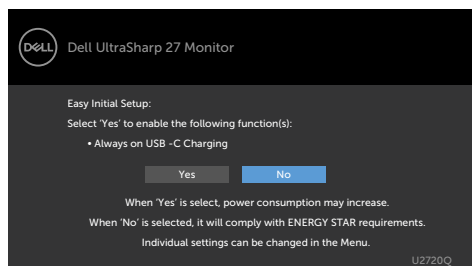 DELL Dell UltraSharp 27 Monitor
Easy Initial Setup:
Select ‘Yes’ to enable the following function(s):
• Always on USB -C Charging
Yes No
When ‘Yes’ is select, power consumption may increase.
When ‘No’ is selected, it will comply with ENERGY STAR requirements.
Individual settings can be changed in the Menu.
U2720Q